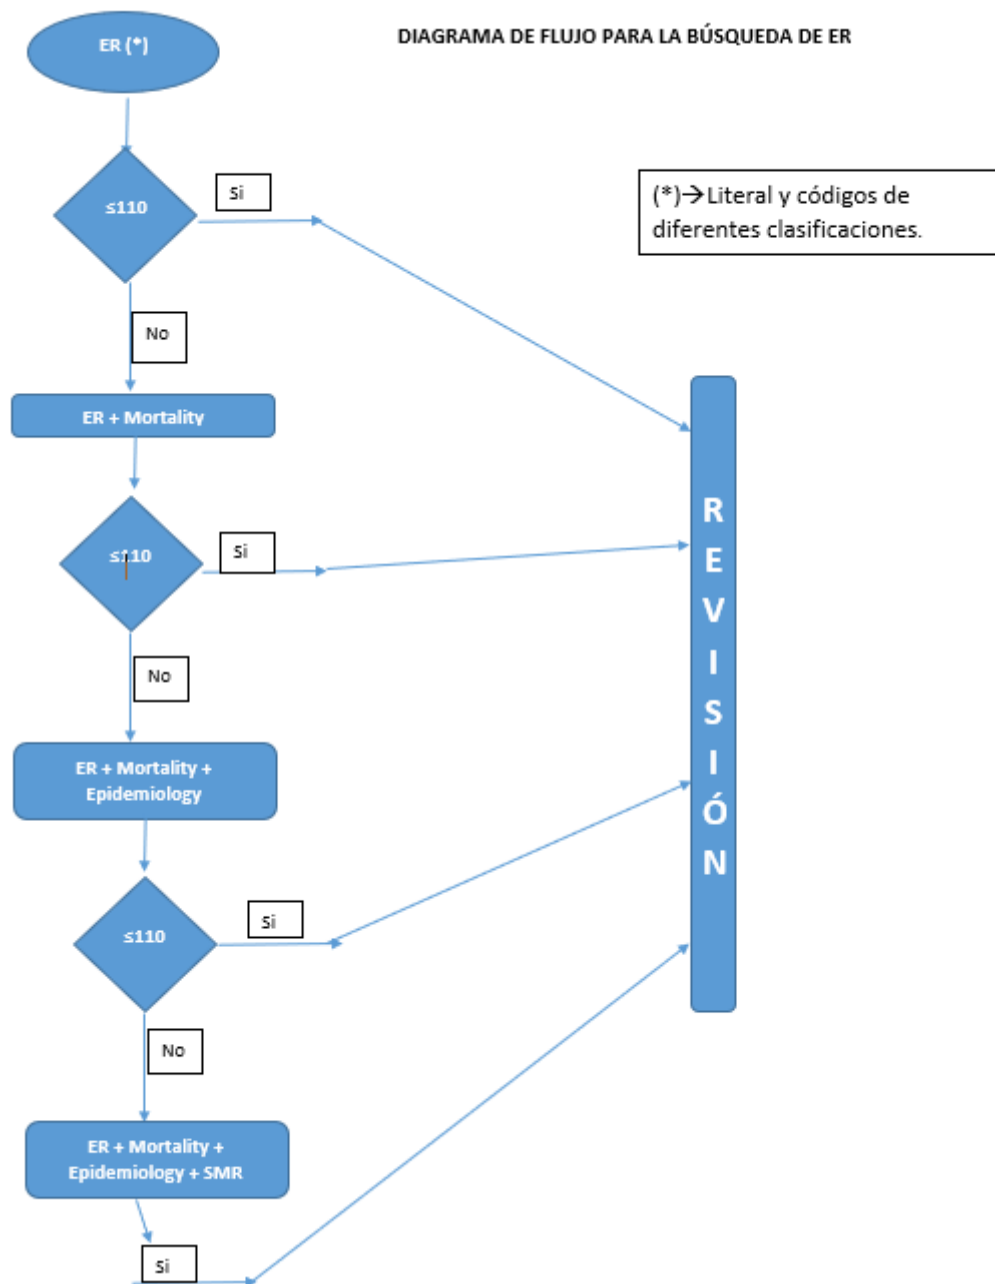 ER (*)
DIAGRAMA DE FLUJO PARA LA BÚSQUEDA DE ER
(*)→Literal y códigos de
diferentes clasificaciones.
≤110
Si
No
ER + Mortality
≤110
Si
No
ER + Mortality +
Epidemiology
≤110
Si
No
ER + Mortality +
Epidemiology + SMR
Si
REVISIÓN